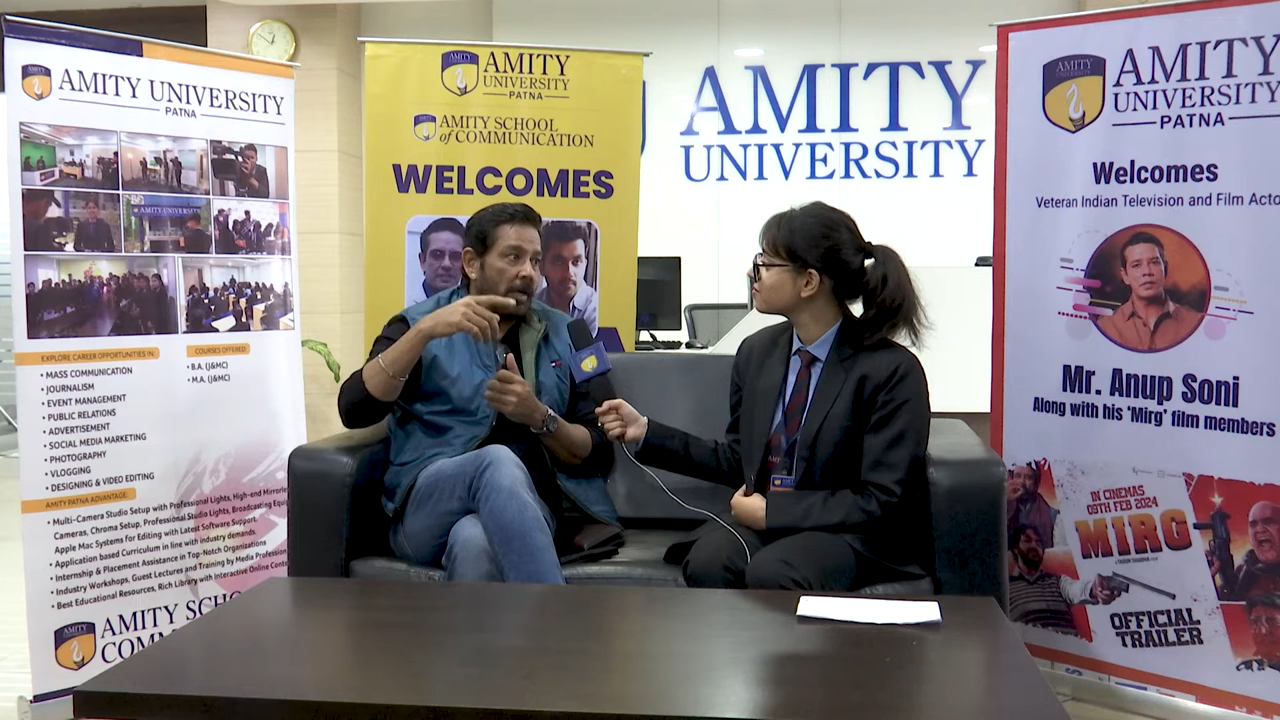 AMITY UNIVERSITY
PATNA
EXPLORE CAREER OPPORTUNITIES IN:
• MASS COMMUNICATION
• JOURNALISM
• EVENT MANAGEMENT
• PUBLIC RELATIONS
• ADVERTISEMENT
• SOCIAL MEDIA MARKETING
• PHOTOGRAPHY
• VLOGGING
• DESIGNING & VIDEO EDITING
COURSES OFFERED
• B.A. (J&MC)
• M.A. (J&MC)
AMITY PATNA ADVANTAGE:
• Multi-Camera Studio Setup with Professional Lights, High-end Mirrorless
Cameras, Chroma Setup, Professional Studio Lights, Broadcasting
Apple Mac Systems for Editing with Latest Software Support.
• Application based Curriculum in line with industry demands.
• Internship & Placement Assistance in Top-Notch Organizations
• Industry Workshops, Guest Lectures and Training by Media
• Best Educational Resources, Rich Library with Interactive Online
AMITY
AMITY
AMITY
AMITY
UNIVERSITY
PATNA
AMITY
AMITY SCHOOL
of COMMUNICATION
WELCOMES
AMITY
UNIVERSITY
AMITY
AMITY
UNIVERSITY
PATNA
Welcomes
Veteran Indian Television and Film Acto
Mr. Anup Soni
Along with his 'Mirg' film members
IN CINEMAS
09TH FEB 2024
MIRG
OFFICIAL
TRAILER